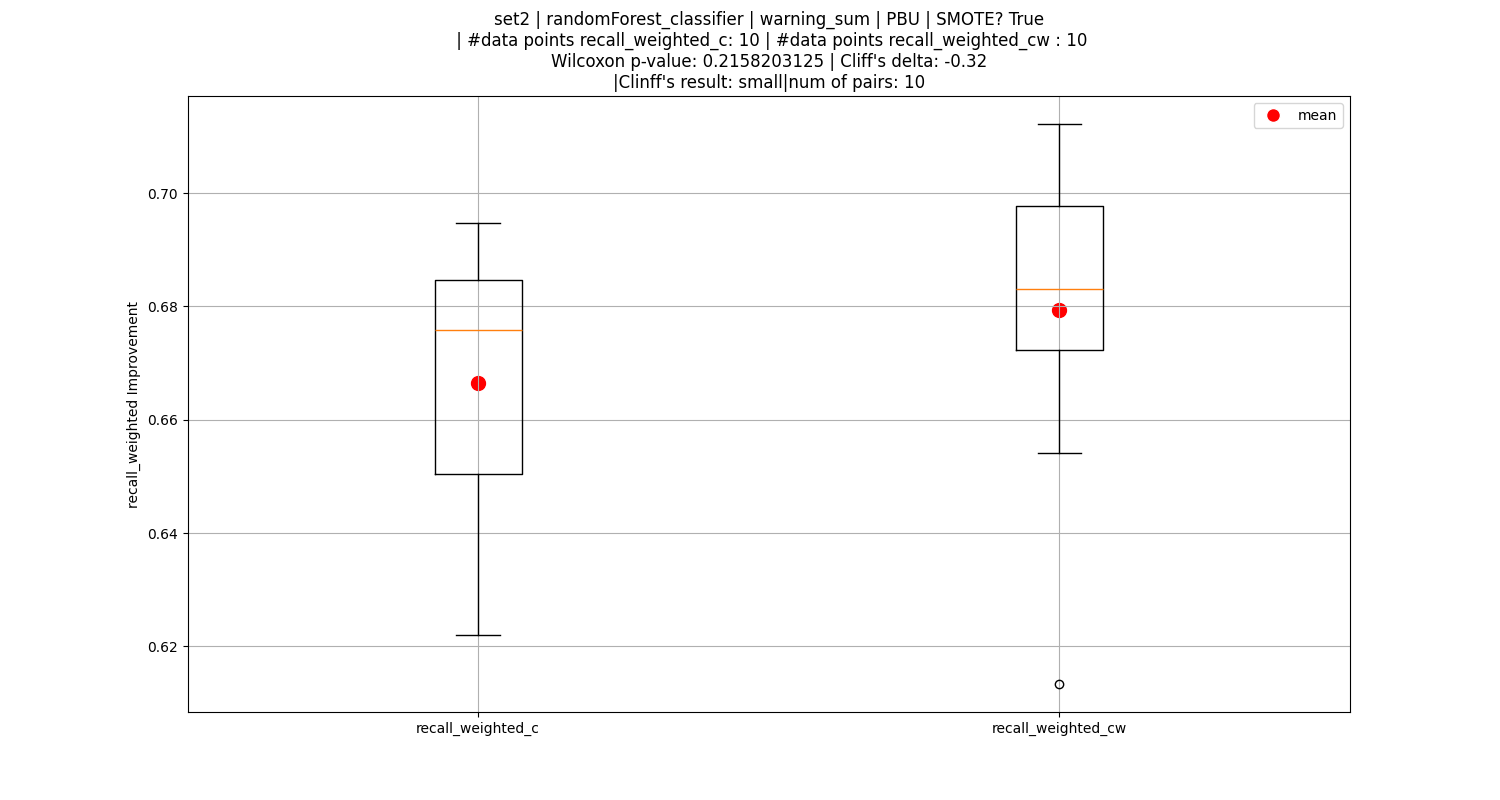 set2 | randomForest_classifier | warning_sum | PBU | SMOTE? True
| #data points recall_weighted_c: 10 | #data points recall_weighted_cw : 10
Wilcoxon p-value: 0.2158203125 | Cliff's delta: -0.32
|Clinff's result: small|num of pairs: 10
mean
recall_weighted Improvement
0.70
0.68
0.66
0.64
0.62
recall_weighted_c
recall_weighted_cw